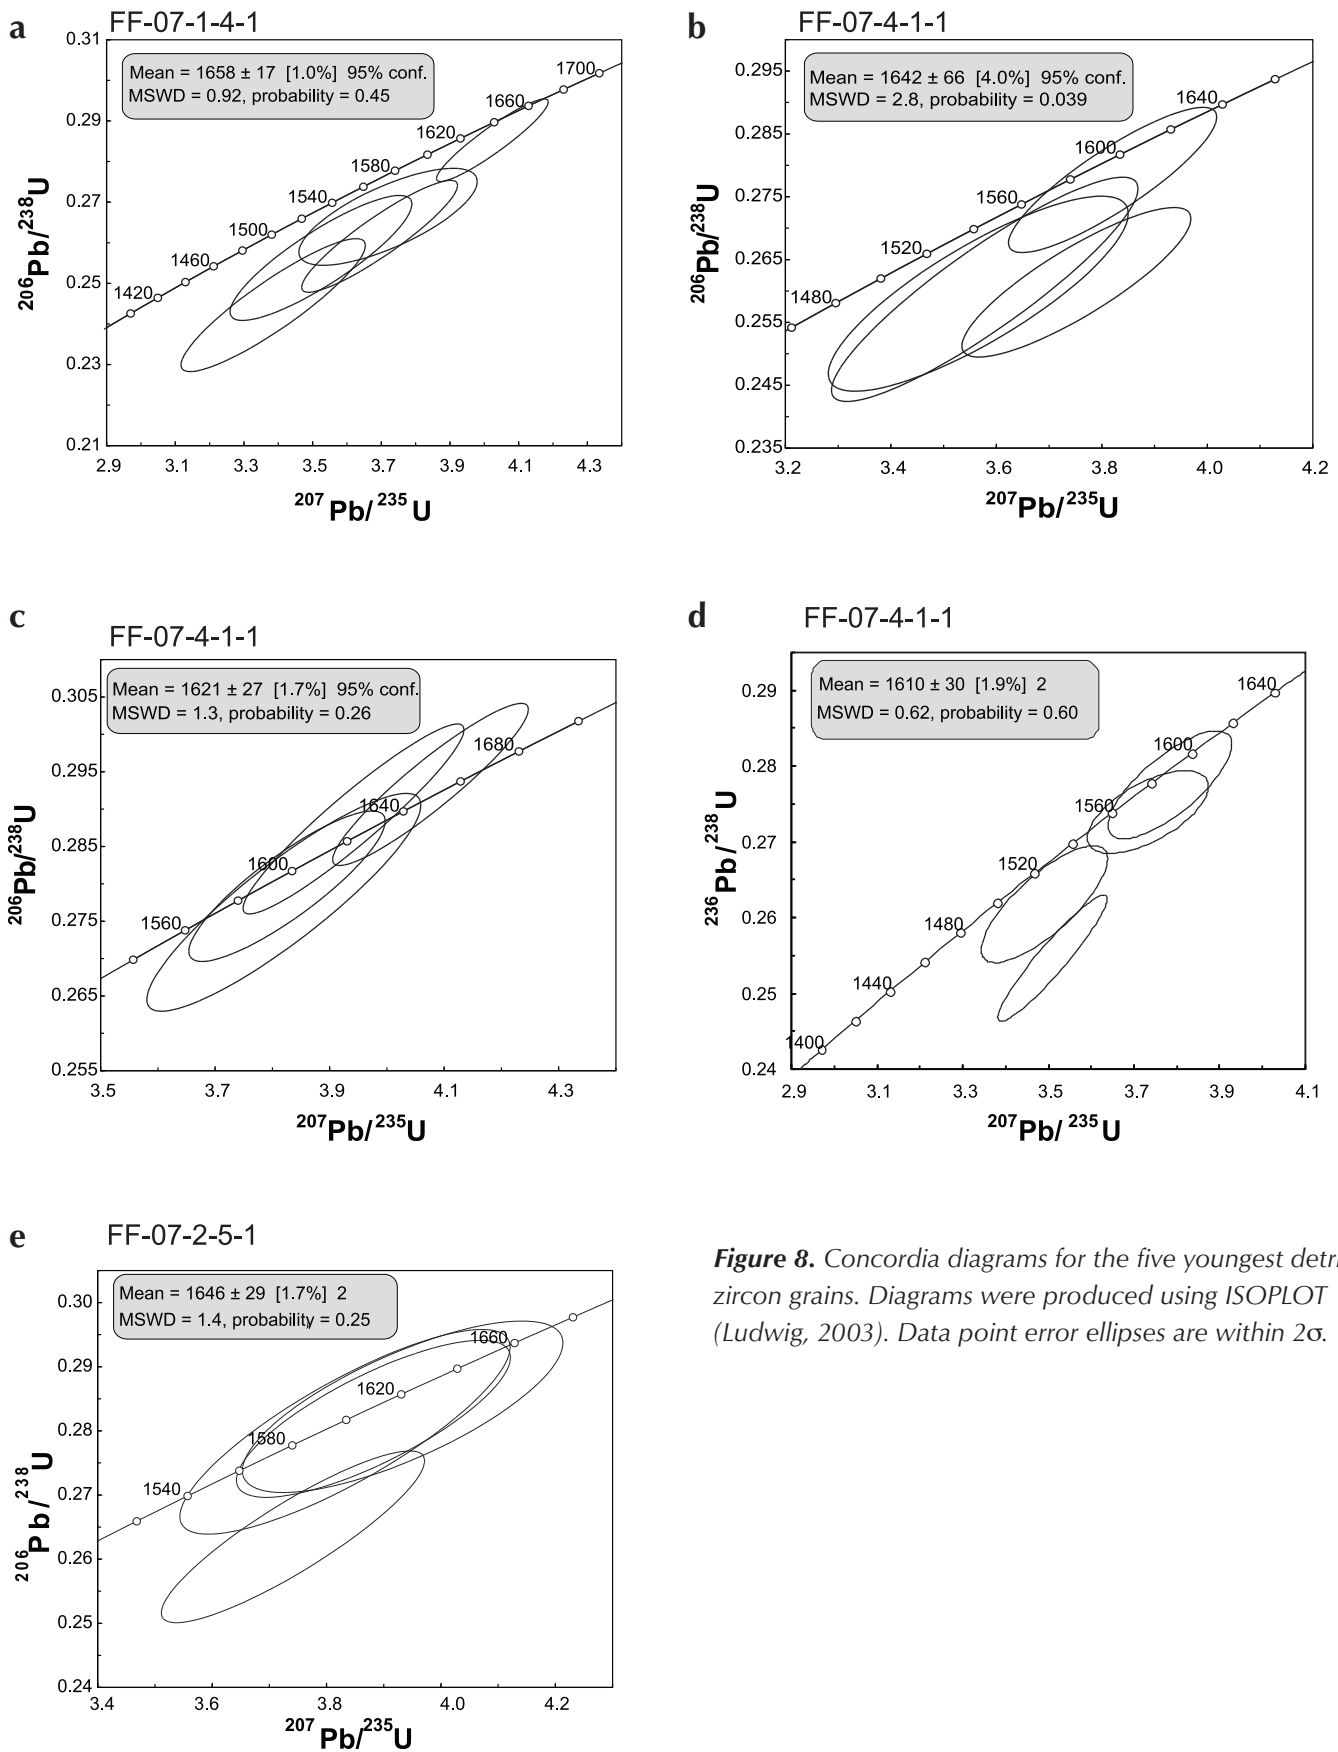 a
FF-07-1-4-1
Mean = 1658 ± 17 [1.0%] 95% conf.
MSWD = 0.92, probability = 0.45
0.31
0.29
0.27
0.25
0.23
0.21
206Pb/238U
1420
1460
1500
1540
1580
1620
1660
1700
2.9 3.1 3.3 3.5 3.7 3.9 4.1 4.3
207Pb/235U
b
FF-07-4-1-1
Mean = 1642 ± 66 [4.0%] 95% conf.
MSWD = 2.8, probability = 0.039
0.295
0.285
0.275
0.265
0.255
0.245
0.235
206Pb/238U
1480
1520
1560
1600
1640
3.2 3.4 3.6 3.8 4.0 4.2
207Pb/235U
c
FF-07-4-1-1
Mean = 1621 ± 27 [1.7%] 95% conf.
MSWD = 1.3, probability = 0.26
0.305
0.295
0.285
0.275
0.265
0.255
206Pb/238U
1560
1600
1640
1680
3.5 3.7 3.9 4.1 4.3
207Pb/235U
d
FF-07-4-1-1
Mean = 1610 ± 30 [1.9%] 2
MSWD = 0.62, probability = 0.60
0.29
0.28
0.27
0.26
0.25
0.24
236Pb/238U
1400
1440
1480
1520
1560
1600
1640
2.9 3.1 3.3 3.5 3.7 3.9 4.1
207Pb/235U
e
FF-07-2-5-1
Mean = 1646 ± 29 [1.7%] 2
MSWD = 1.4, probability = 0.25
0.30
0.29
0.28
0.27
0.26
0.25
0.24
206Pb/238U
1540
1580
1620
1660
3.4 3.6 3.8 4.0 4.2
207Pb/235U
Figure 8. Concordia diagrams for the five youngest detri
zircon grains. Diagrams were produced using ISOPLOT
(Ludwig, 2003). Data point error ellipses are within 2σ.